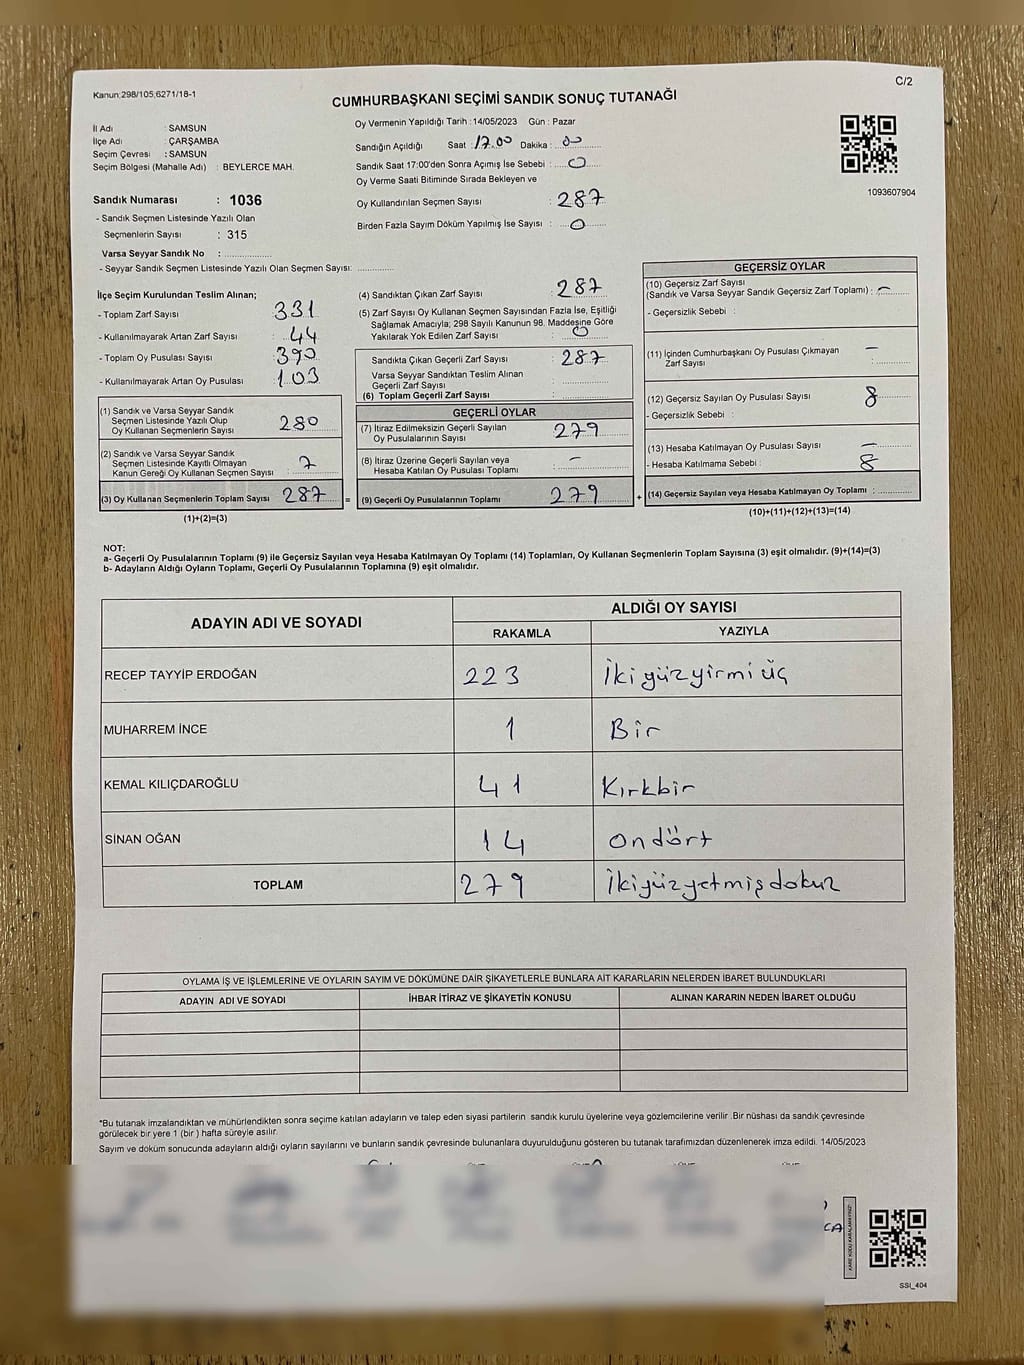 Kanun:298/105;6271/18-1
C/2
CUMHURBAŞKANI SEÇİMİ SANDIK SONUÇ TUTANAĞI
İl Adı : SAMSUN
İlçe Adı : ÇARŞAMBA
Seçim Çevresi : SAMSUN
Seçim Bölgesi (Mahalle Adı) : BEYLERCE MAH.
Sandık Numarası : 1036
- Sandık Seçmen Listesinde Yazılı Olan
Seçmenlerin Sayısı : 315
Varsa Seyyar Sandık No : ..................
- Seyyar Sandık Seçmen Listesinde Yazılı Olan Seçmen Sayısı: .............
Oy Vermenin Yapıldığı Tarih :14/05/2023 Gün : Pazar
Sandığın Açıldığı Saat : 17.00 Dakika : 00
Sandık Saat 17:00'den Sonra Açımış İse Sebebi : 0
Oy Verme Saati Bitiminde Sırada Bekleyen ve
Oy Kullandırılan Seçmen Sayısı : 287
Birden Fazla Sayım Döküm Yapılmış İse Sayısı : 0
1093607904
İlçe Seçim Kurulundan Teslim Alınan;
- Toplam Zarf Sayısı : 331
- Kullanılmayarak Artan Zarf Sayısı : 44
- Toplam Oy Pusulası Sayısı : 390
- Kullanılmayarak Artan Oy Pusulası : 103
(1) Sandık ve Varsa Seyyar Sandık
Seçmen Listesinde Yazılı Olup
Oy Kullanan Seçmenlerin Sayısı : 280
(2) Sandık ve Varsa Seyyar Sandık
Seçmen Listesinde Kayıtlı Olmayan
Kanun Gereği Oy Kullanan Seçmen Sayısı : 7
(3) Oy Kullanan Seçmenlerin Toplam Sayısı : 287 =
(1)+(2)=(3)
(4) Sandıktan Çıkan Zarf Sayısı : 287
(5) Zarf Sayısı Oy Kullanan Seçmen Sayısından Fazla İse, Eşitliği
Sağlamak Amacıyla; 298 Sayılı Kanunun 98. Maddesine Göre
Yakılarak Yok Edilen Zarf Sayısı : 0
Sandıkta Çıkan Geçerli Zarf Sayısı : 287
Varsa Seyyar Sandıktan Teslim Alınan
Geçerli Zarf Sayısı : ................
(6) Toplam Geçerli Zarf Sayısı : ................
GEÇERLİ OYLAR
(7) İtiraz Edilmeksizin Geçerli Sayılan
Oy Pusulalarının Sayısı : 279
(8) İtiraz Üzerine Geçerli Sayılan veya
Hesaba Katılan Oy Pusulası Toplamı : -
(9) Geçerli Oy Pusulalarının Toplamı : 279 +
GEÇERSİZ OYLAR
(10) Geçersiz Zarf Sayısı
(Sandık ve Varsa Seyyar Sandık Geçersiz Zarf Toplamı) : -
- Geçersizlik Sebebi :
(11) İçinden Cumhurbaşkanı Oy Pusulası Çıkmayan
Zarf Sayısı : -
(12) Geçersiz Sayılan Oy Pusulası Sayısı : 8
- Geçersizlik Sebebi :
(13) Hesaba Katılmayan Oy Pusulası Sayısı : -
- Hesaba Katılmama Sebebi : 8
(14) Geçersiz Sayılan veya Hesaba Katılmayan Oy Toplamı : ............
(10)+(11)+(12)+(13)=(14)
NOT:
a- Geçerli Oy Pusulalarının Toplamı (9) ile Geçersiz Sayılan veya Hesaba Katılmayan Oy Toplamı (14) Toplamları, Oy Kullanan Seçmenlerin Toplam Sayısına (3) eşit olmalıdır. (9)+(14)=(3)
b- Adayların Aldığı Oyların Toplamı, Geçerli Oy Pusulalarının Toplamına (9) eşit olmalıdır.
ADAYIN ADI VE SOYADI ALDIĞI OY SAYISI
RAKAMLA YAZIYLA
RECEP TAYYİP ERDOĞAN 223 İkiyüzyirmiüç
MUHARREM İNCE 1 Bir
KEMAL KILIÇDAROĞLU 41 Kırkbir
SİNAN OĞAN 14 ondört
TOPLAM 279 İkiyüzyetmişdokuz
OYLAMA İŞ VE İŞLEMLERİNE VE OYLARIN SAYIM VE DÖKÜMÜNE DAİR ŞİKAYETLERLE BUNLARA AİT KARARLARIN NELERDEN İBARET BULUNDUKLARI
ADAYIN ADI VE SOYADI İHBAR İTİRAZ VE ŞİKAYETİN KONUSU ALINAN KARARIN NEDEN İBARET OLDUĞU
*Bu tutanak imzalandıktan ve mühürlendikten sonra seçime katılan adayların ve talep eden siyasi partilerin sandık kurulu üyelerine veya gözlemcilerine verilir .Bir nüshası da sandık çevresinde
görülecek bir yere 1 (bir ) hafta süreyle asılır.
Sayım ve döküm sonucunda adayların aldığı oyların sayılarını ve bunların sandık çevresinde bulunanlara duyurulduğunu gösteren bu tutanak tarafımızdan düzenlenerek imza edildi. 14/05/2023
CA
KARE KODU KARALAMAYINIZ!
SSI_404